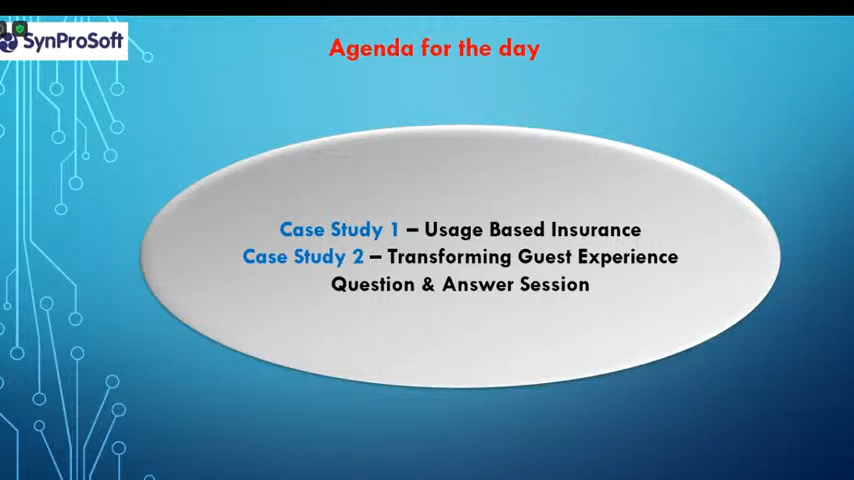 SynProSoft
Agenda for the day
Case Study 1 – Usage Based Insurance
Case Study 2 – Transforming Guest Experience
Question & Answer Session